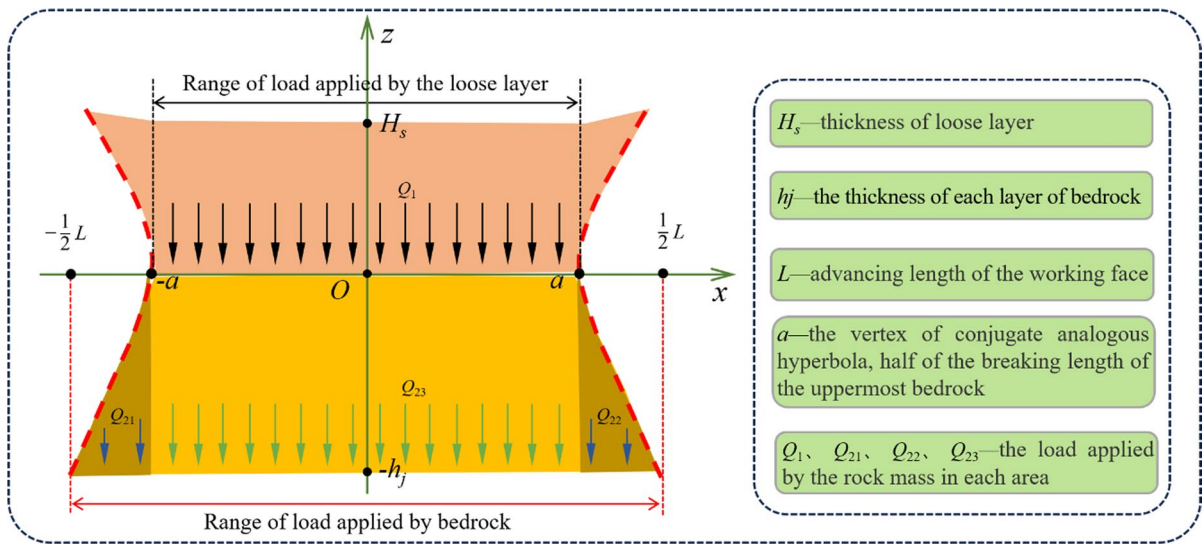 z
Range of load applied by the loose layer
Hs
Q1
-1/2 L
1/2 L
-a
O
a
x
Q21
Q23
Q22
-hj
Range of load applied by bedrock
Hs—thickness of loose layer
hj—the thickness of each layer of bedrock
L—advancing length of the working face
a—the vertex of conjugate analogous
hyperbola, half of the breaking length of
the uppermost bedrock
Q1、 Q21、 Q22、 Q23—the load applied
by the rock mass in each area